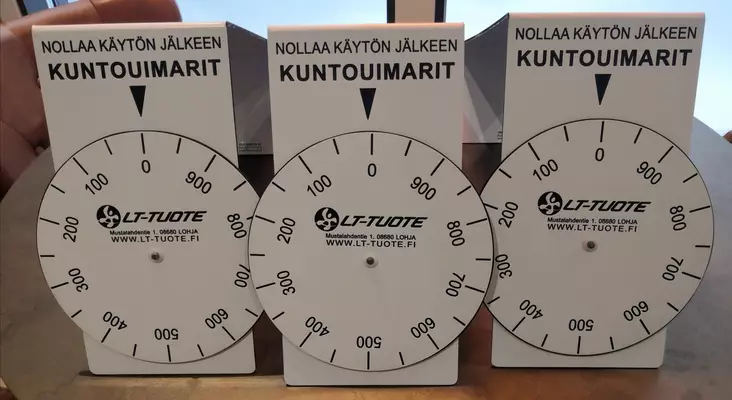 NOLLAA KÄYTÖN JÄLKEEN
KUNTOUIMARIT
0
100
200
300
400
500
600
700
800
900
LT-TUOTE
Mustalahdentie 1, 08680 LOHJA
WWW.LT-TUOTE.FI
NOLLAA KÄYTÖN JÄLKEEN
KUNTOUIMARIT
0
100
200
300
400
500
600
700
800
900
LT-TUOTE
Mustalahdentie 1, 08680 LOHJA
WWW.LT-TUOTE.FI
NOLLAA KÄYTÖN JÄLKEEN
KUNTOUIMARIT
0
100
200
300
400
500
600
700
800
900
LT-TUOTE
Mustalahdentie 1, 08680 LOHJA
WWW.LT-TUOTE.FI